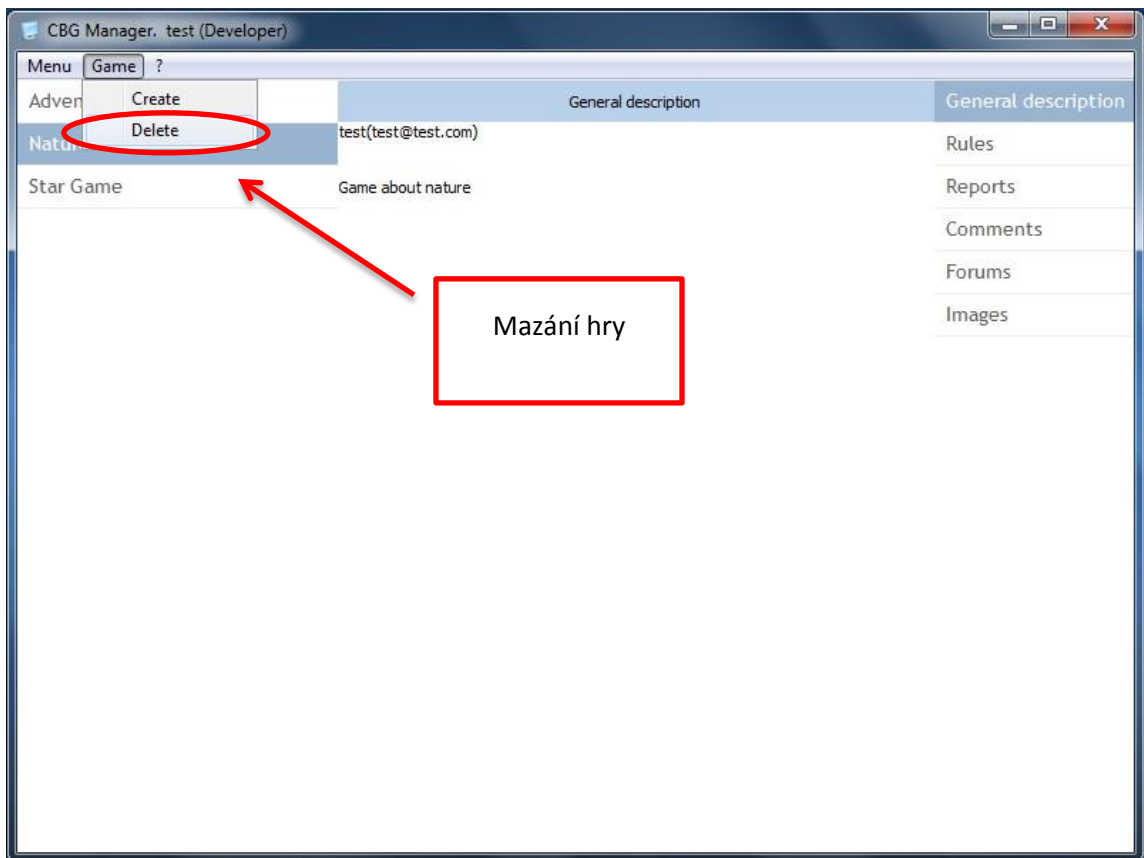 CBG Manager. test (Developer)
Menu Game ?
Create
Delete
Adven
Natur
Star Game
General description
test(test@test.com)
Game about nature
General description
Rules
Reports
Comments
Forums
Images
Mazání hry